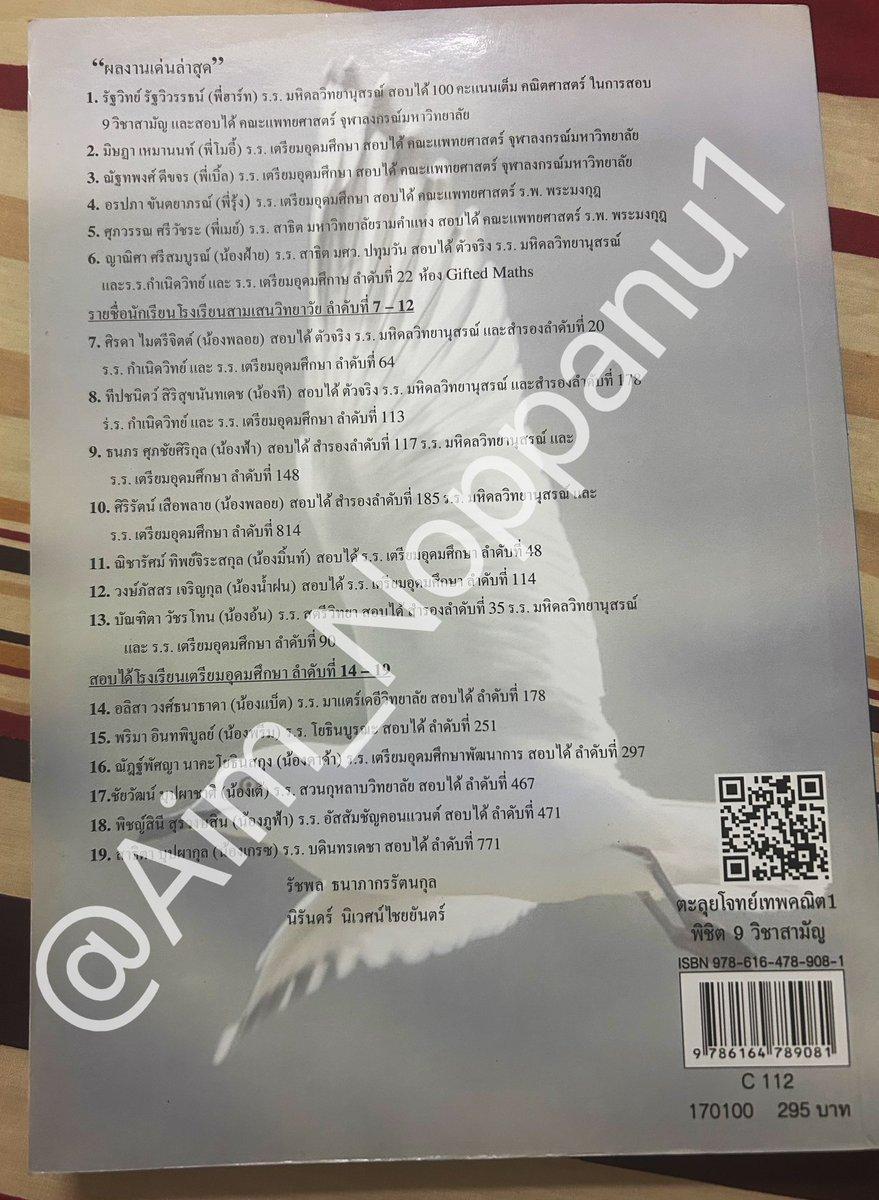 “ผลงานเด่นล่าสุด”
1. รัฐวิทย์ รัฐวิวรรธน์ (พี่ฮาร์ท) ร.ร. มหิดลวิทยานุสรณ์ สอบได้ 100 คะแนนเต็ม คณิตศาสตร์ ในการสอบ
9 วิชาสามัญ และสอบได้ คณะแพทยศาสตร์ จุฬาลงกรณ์มหาวิทยาลัย
2. มิษฎา เหมานนท์ (พี่โมอี้) ร.ร. เตรียมอุดมศึกษา สอบได้ คณะแพทยศาสตร์ จุฬาลงกรณ์มหาวิทยาลัย
3. ณัฐทพงศ์ ดีขจร (พี่เบิ้ล) ร.ร. เตรียมอุดมศึกษา สอบได้ คณะแพทยศาสตร์ จุฬาลงกรณ์มหาวิทยาลัย
4. อรปภา ขันตยาภรณ์ (พี่รุ้ง) ร.ร. เตรียมอุดมศึกษา สอบได้ คณะแพทยศาสตร์ ร.พ. พระมงกุฎ
5. ศุภวรรณ ศรีวัชระ (พี่เมย์) ร.ร. สาธิต มหาวิทยาลัยรามคำแหง สอบได้ คณะแพทยศาสตร์ ร.พ. พระมงกุฎ
6. ญาณิศา ศรีสมบูรณ์ (น้องฝ้าย) ร.ร. สาธิต มศว. ปทุมวัน สอบได้ ตัวจริง ร.ร. มหิดลวิทยานุสรณ์
และร.ร.กำเนิดวิทย์ และ ร.ร. เตรียมอุดมศึกษา ลำดับที่ 22 ห้อง Gifted Maths
รายชื่อนักเรียนโรงเรียนสามเสนวิทยาวัย ลำดับที่ 7 – 12
7. ศิรดา ไมตรีจิตต์ (น้องพลอย) สอบได้ ตัวจริง ร.ร. มหิดลวิทยานุสรณ์ และสำรองลำดับที่ 20
ร.ร. กำเนิดวิทย์ และ ร.ร. เตรียมอุดมศึกษา ลำดับที่ 64
8. ทีปชนิตว์ สิริสุขนันทเดช (น้องที) สอบได้ ตัวจริง ร.ร. มหิดลวิทยานุสรณ์ และสำรองลำดับที่ 178
ร.ร. กำเนิดวิทย์ และ ร.ร. เตรียมอุดมศึกษา ลำดับที่ 113
9. ธนภร ศุภชัยศิริกุล (น้องฟ้า) สอบได้ สำรองลำดับที่ 117 ร.ร. มหิดลวิทยานุสรณ์ และ
ร.ร. เตรียมอุดมศึกษา ลำดับที่ 148
10. ศิริรัตน์ เสือพลาย (น้องพลอย) สอบได้ สำรองลำดับที่ 185 ร.ร. มหิดลวิทยานุสรณ์ และ
ร.ร. เตรียมอุดมศึกษา ลำดับที่ 814
11. ณิชารัศม์ ทิพย์จิระสกุล (น้องมิ้นท์) สอบได้ ร.ร. เตรียมอุดมศึกษา ลำดับที่ 48
12. วงษ์ภัสสร เจริญกุล (น้องน้ำฝน) สอบได้ ร.ร. เตรียมอุดมศึกษา ลำดับที่ 114
13. บัณฑิตา วัชรโทน (น้องอ้น) ร.ร. สตรีวิทยา สอบได้ สำรองลำดับที่ 35 ร.ร. มหิดลวิทยานุสรณ์
และ ร.ร. เตรียมอุดมศึกษา ลำดับที่ 90
สอบได้โรงเรียนเตรียมอุดมศึกษา ลำดับที่ 14 – 19
14. อลิสา วงศ์ธนาธาดา (น้องแบ็ต) ร.ร. มาแตร์เดอีวิทยาลัย สอบได้ ลำดับที่ 178
15. พริมา อินทพิบูลย์ (น้องพริม) ร.ร. โยธินบูรณะ สอบได้ ลำดับที่ 251
16. ณัฎฐ์พัศญา (น้องดาจ้า) ร.ร. เตรียมอุดมศึกษาพัฒนาการ สอบได้ ลำดับที่ 297
17.ชัยวัฒน์ บุปผาชาติ (น้องเต้) ร.ร. สวนกุหลาบวิทยาลัย สอบได้ ลำดับที่ 467
18. พิชญ์สินี (น้องภูฟ้า) ร.ร. อัสสัมชัญคอนแวนต์ สอบได้ ลำดับที่ 471
19. บุปผากุล (น้องเกรซ) ร.ร. บดินทรเดชา สอบได้ ลำดับที่ 771
รัชพล ธนาภากรรัตนกุล
นิรันดร์ นิเวศน์ไชยยันตร์
ตะลุยโจทย์เทพคณิต1
พิชิต 9 วิชาสามัญ
ISBN 978-616-478-908-1
9 786164 789081
C 112
170100 295 บาท
@Aim_Noppanu1